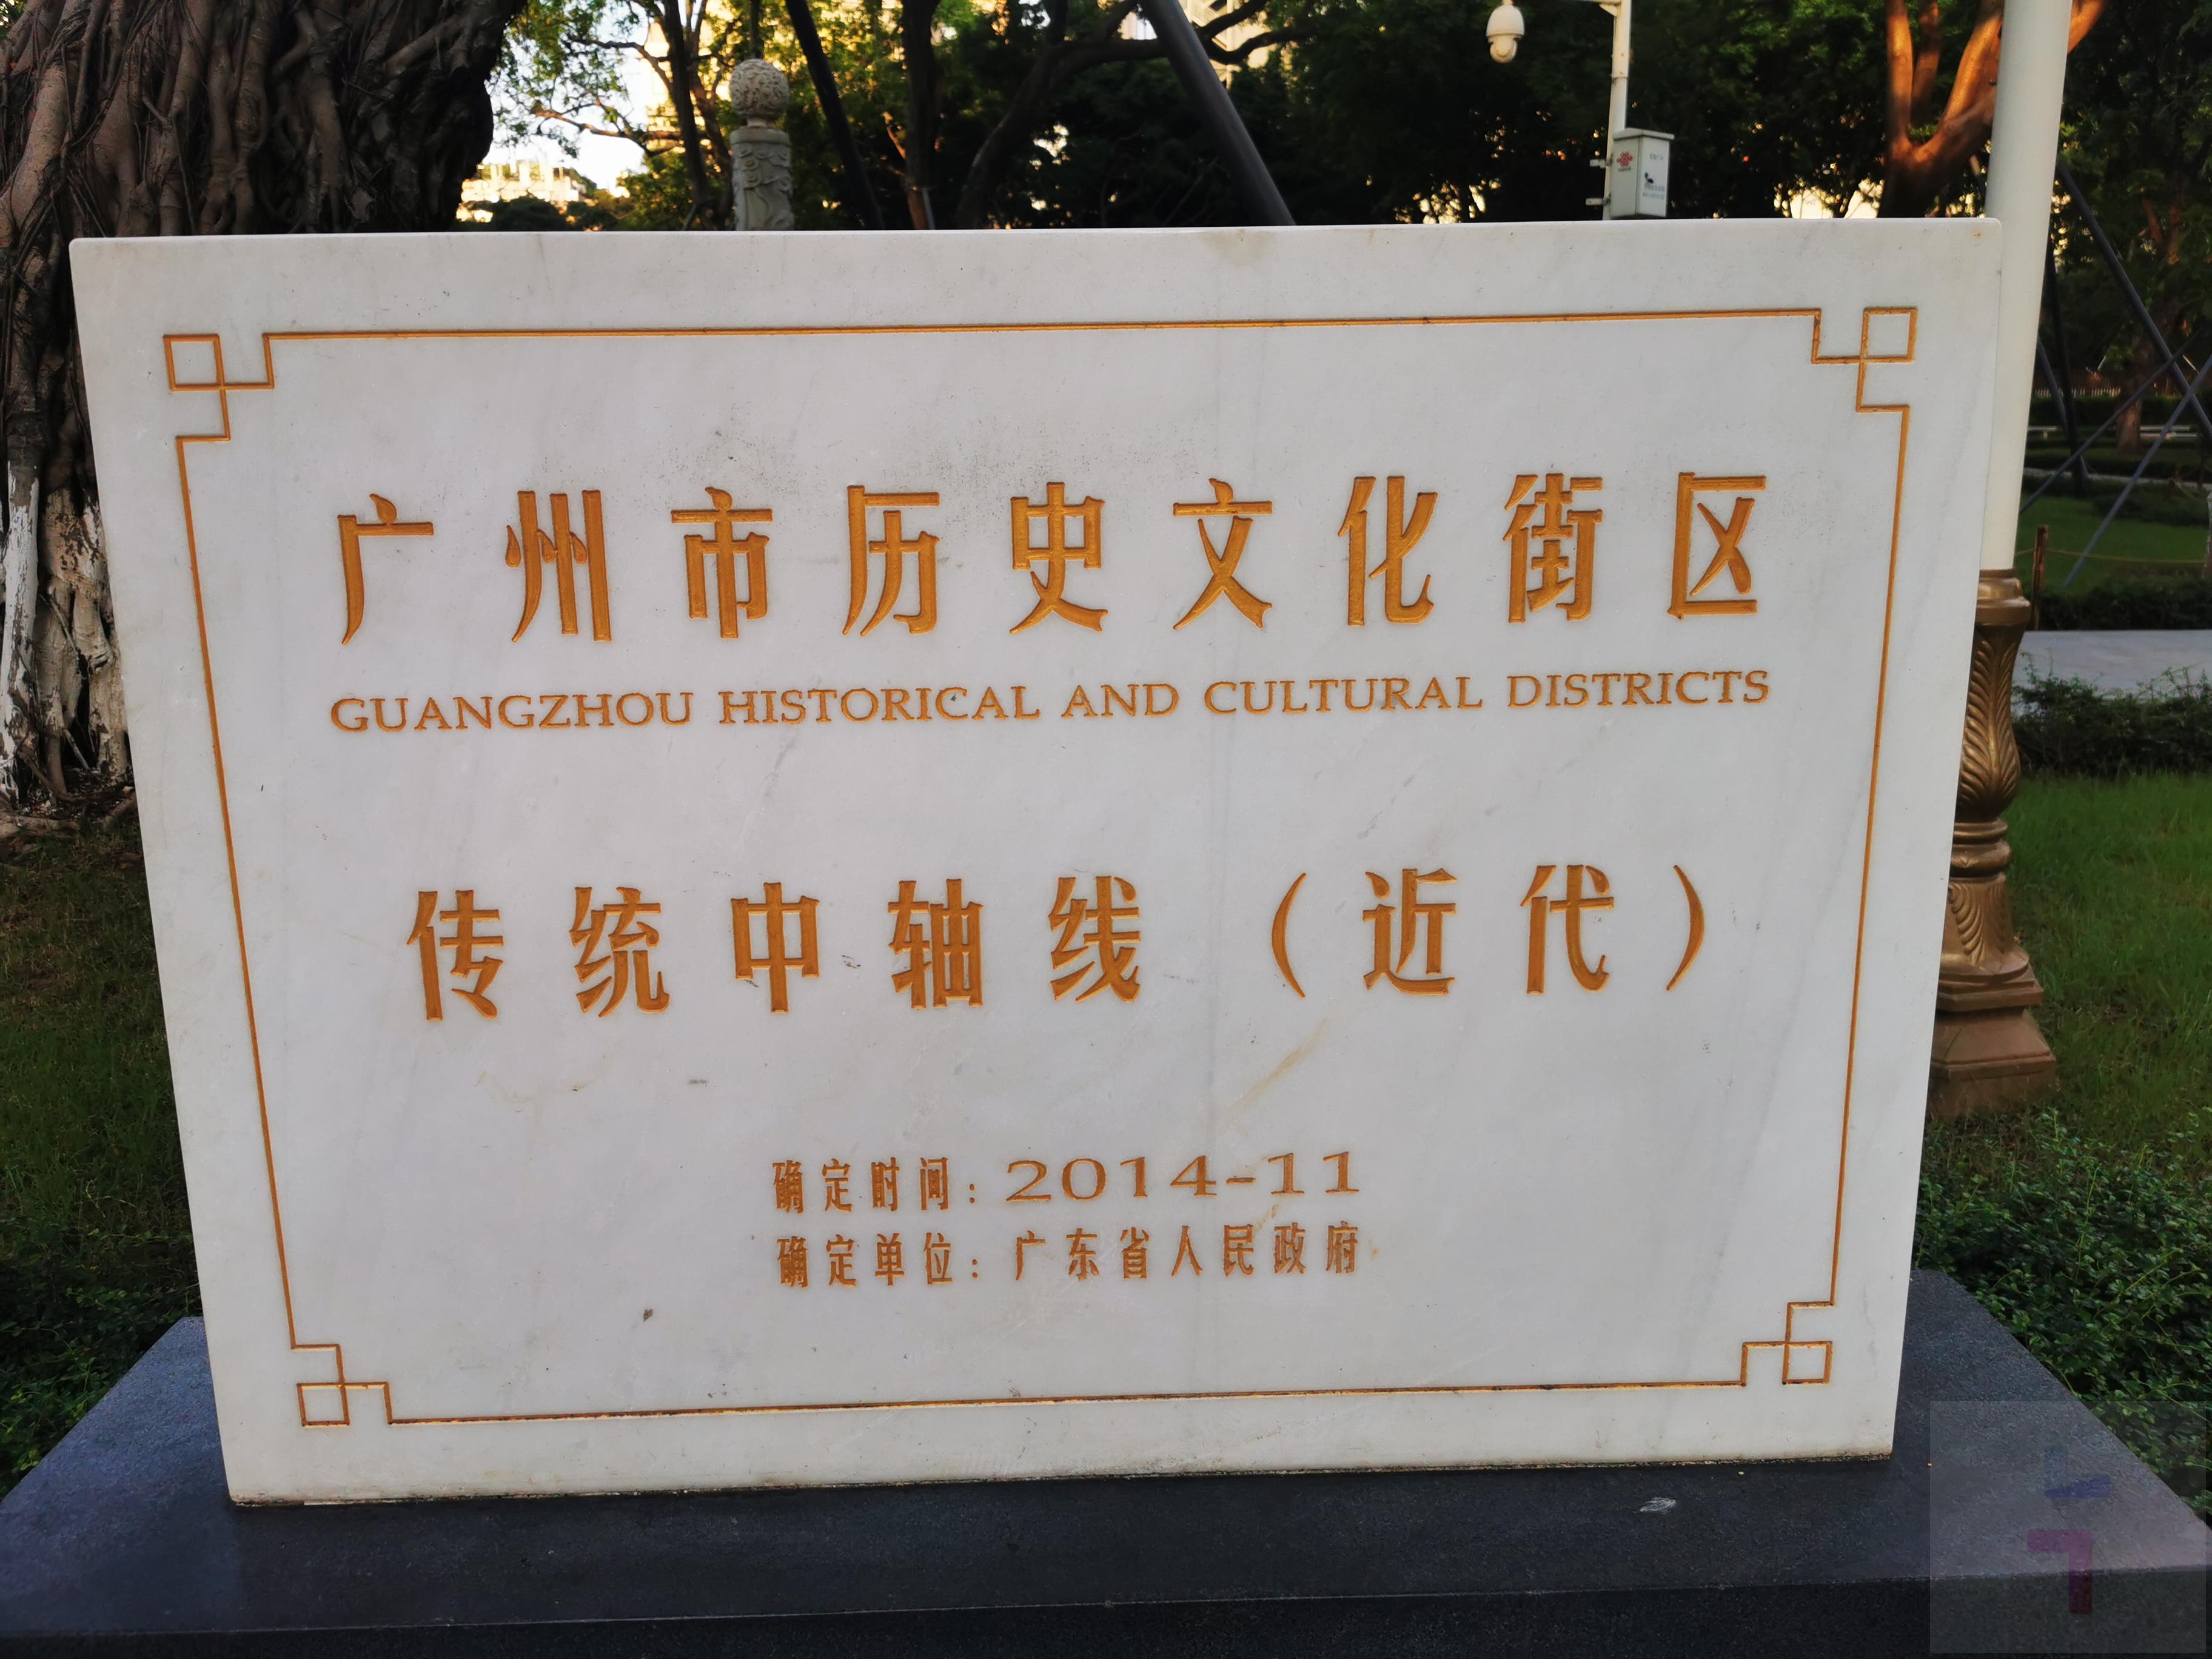 广州市历史文化街区
GUANGZHOU HISTORICAL AND CULTURAL DISTRICTS
传统中轴线（近代）
确定时间：2014-11
确定单位：广东省人民政府